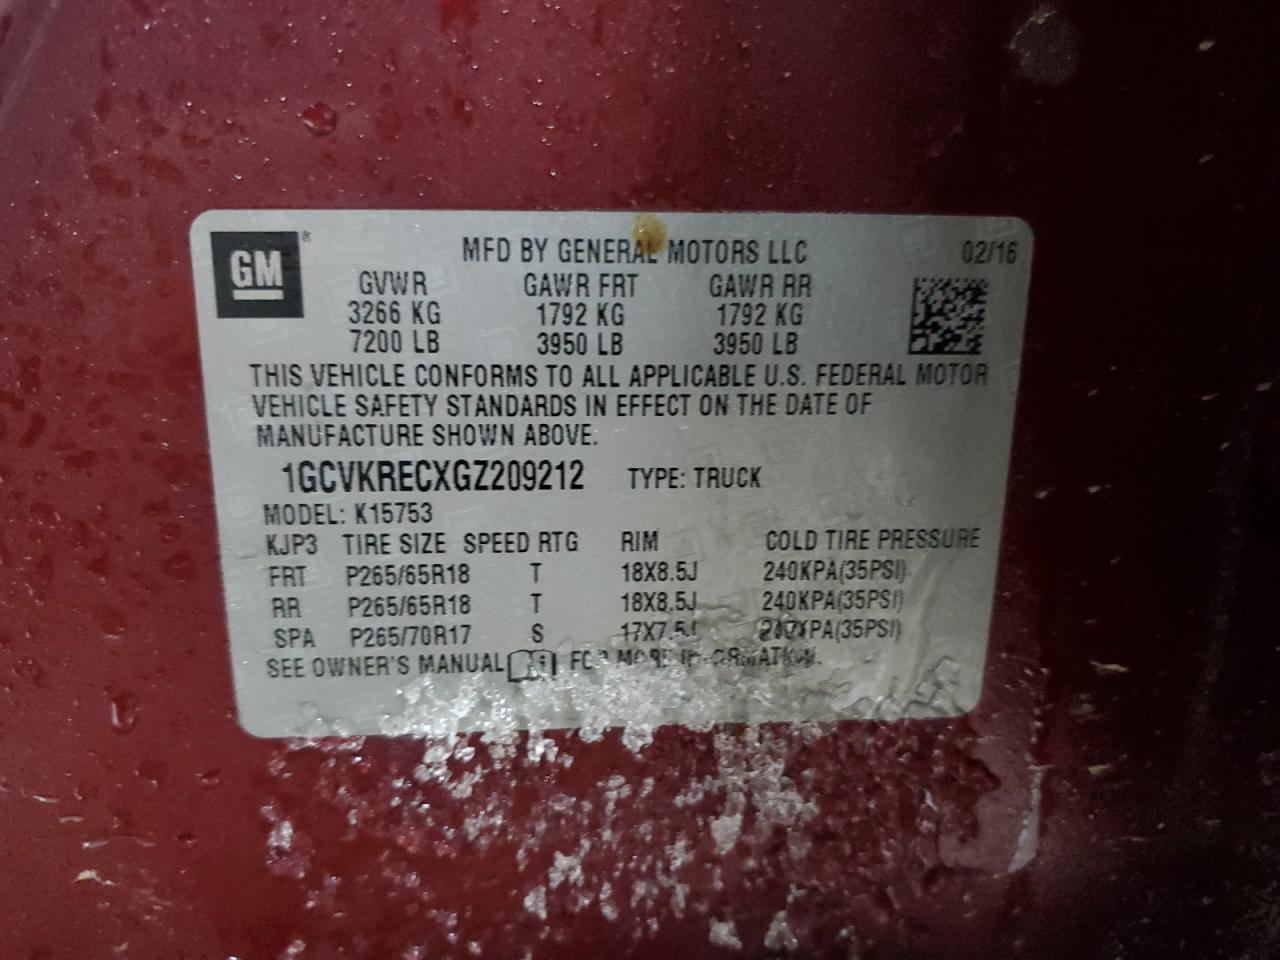 GM
MFD BY GENERAL MOTORS LLC 02/16
GVWR GAWR FRT GAWR RR
3266 KG 1792 KG 1792 KG
7200 LB 3950 LB 3950 LB
THIS VEHICLE CONFORMS TO ALL APPLICABLE U.S. FEDERAL MOTOR
VEHICLE SAFETY STANDARDS IN EFFECT ON THE DATE OF
MANUFACTURE SHOWN ABOVE.
1GCVKRECXGZ209212 TYPE: TRUCK
MODEL: K15753
KJP3 TIRE SIZE SPEED RTG RIM COLD TIRE PRESSURE
FRT P265/65R18 T 18X8.5J 240KPA(35PSI)
RR P265/65R18 T 18X8.5J 240KPA(35PSI)
SPA P265/70R17 S 17X7.5J 240KPA(35PSI)
SEE OWNER'S MANUAL FOR MORE INFORMATION.